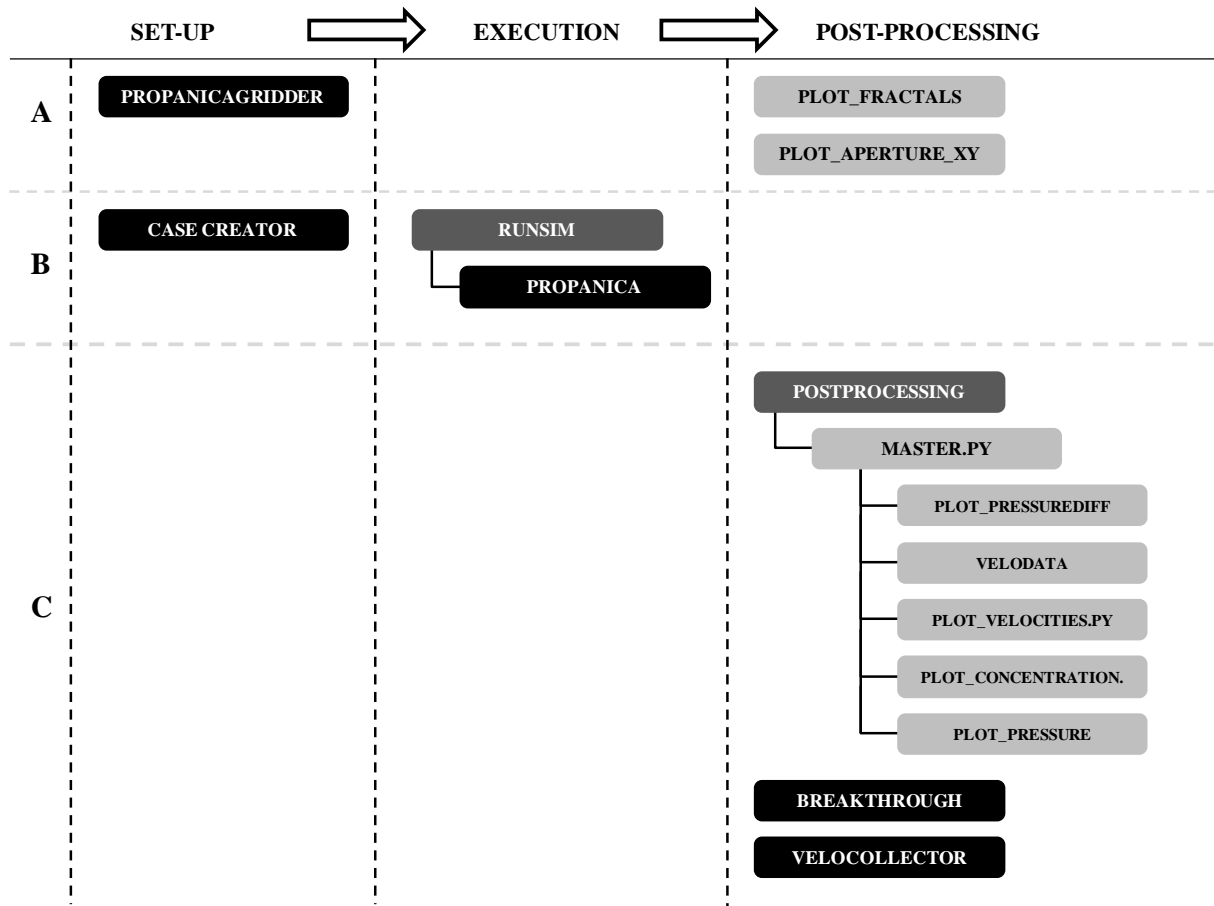 SET-UP
EXECUTION
POST-PROCESSING
A
PROPANICAGRIDDER
PLOT_FRACTALS
PLOT_APERTURE_XY
B
CASE CREATOR
RUNSIM
PROPANICA
C
POSTPROCESSING
MASTER.PY
PLOT_PRESSUREDIFF
VELODATA
PLOT_VELOCITIES.PY
PLOT_CONCENTRATION.
PLOT_PRESSURE
BREAKTHROUGH
VELOCOLLECTOR